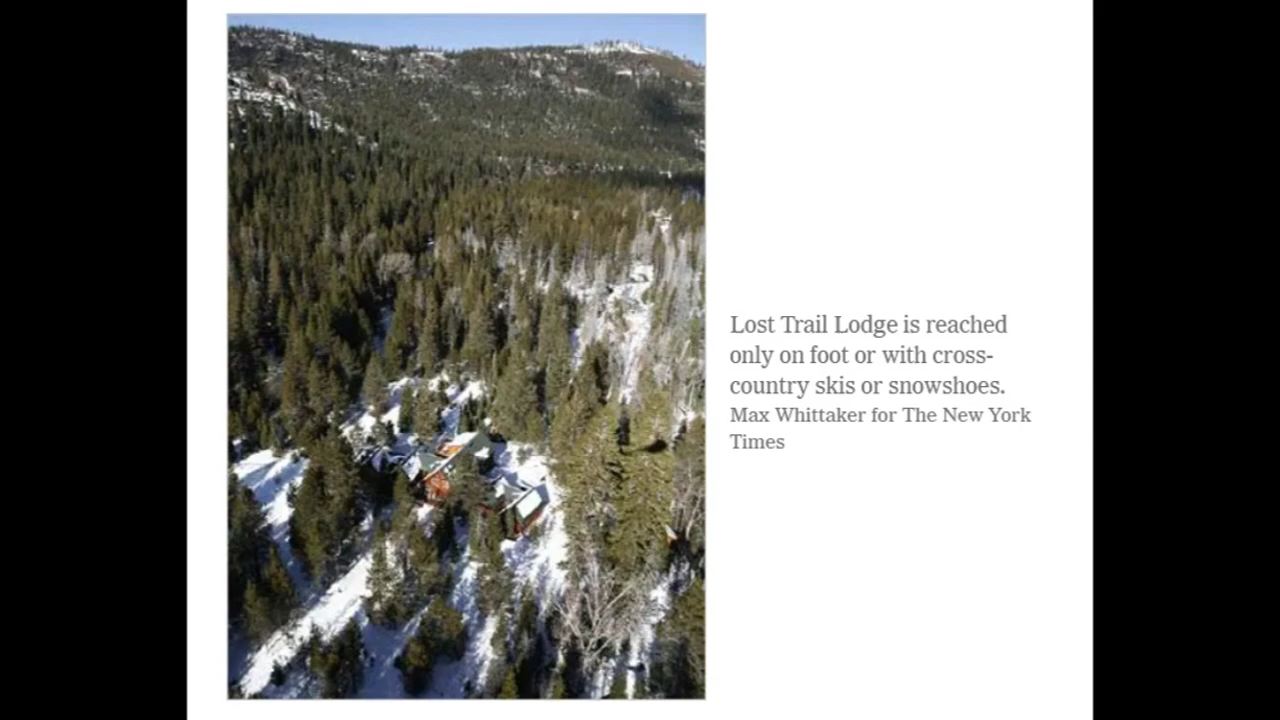 Lost Trail Lodge is reached
only on foot or with cross-
country skis or snowshoes.
Max Whittaker for The New York
Times